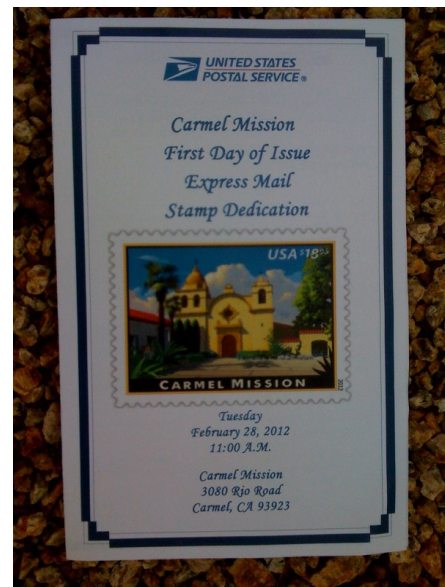 UNITED STATES
POSTAL SERVICE®
Carmel Mission
First Day of Issue
Express Mail
Stamp Dedication
USA $18.95
CARMEL MISSION
2012
Tuesday
February 28, 2012
11:00 A.M.
Carmel Mission
3080 Rio Road
Carmel, CA 93923